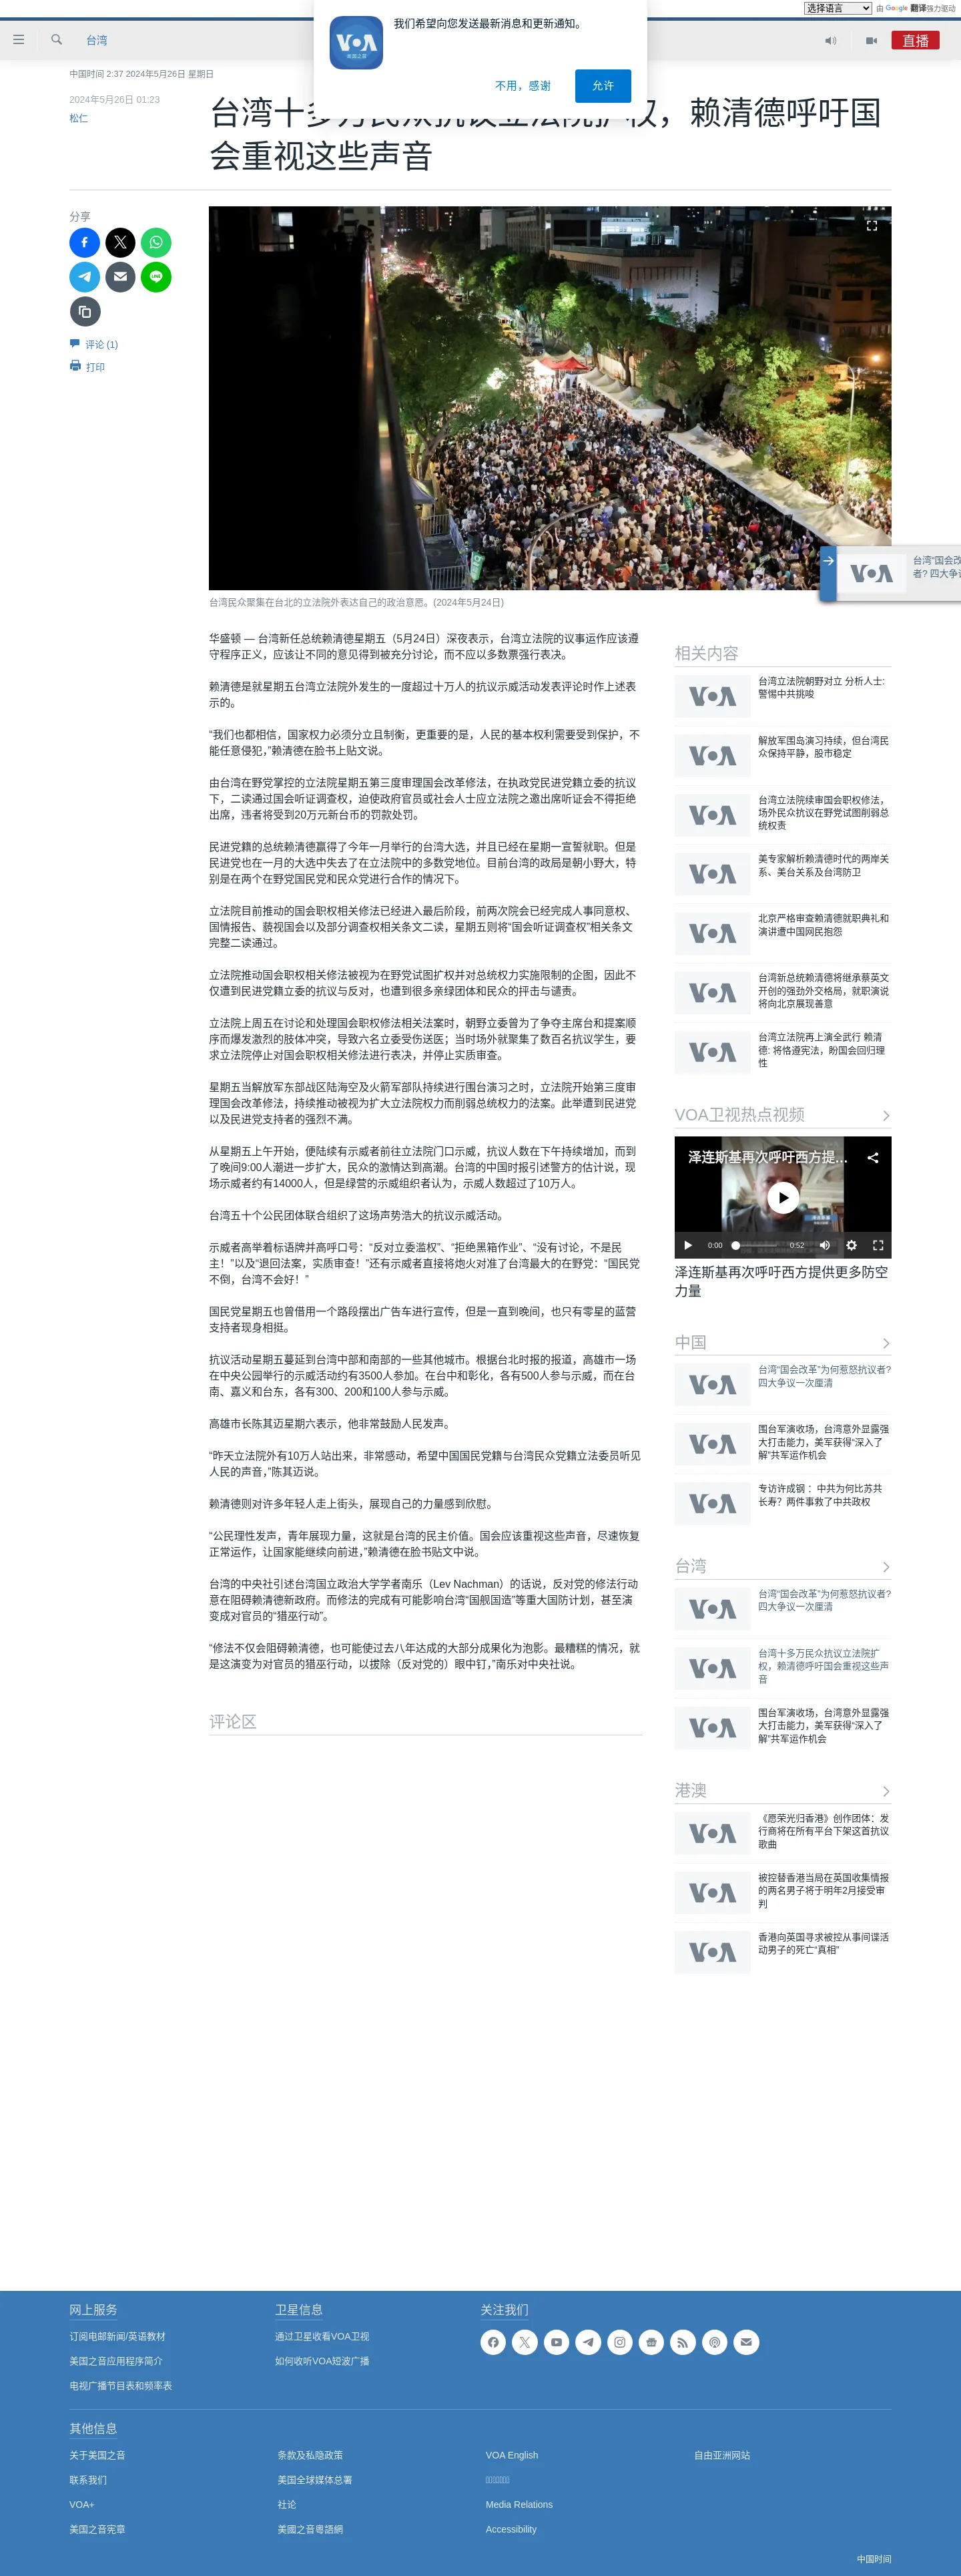 选择语言
由 Google 翻译强力驱动
我们希望向您发送最新消息和更新通知。
VOA
美国之音
不用，感谢
允许
台湾
直播
中国时间 2:37 2024年5月26日 星期日
2024年5月26日 01:23
松仁
台湾十多万民众抗议立法院扩权，赖清德呼吁国
会重视这些声音
分享
评论 (1)
打印
台湾民众聚集在台北的立法院外表达自己的政治意愿。(2024年5月24日)
VOA
台湾“国会改
者? 四大争议
华盛顿 — 台湾新任总统赖清德星期五（5月24日）深夜表示，台湾立法院的议事运作应该遵
守程序正义，应该让不同的意见得到被充分讨论，而不应以多数票强行表决。
赖清德是就星期五台湾立法院外发生的一度超过十万人的抗议示威活动发表评论时作上述表
示的。
“我们也都相信，国家权力必须分立且制衡，更重要的是，人民的基本权利需要受到保护，不
能任意侵犯，”赖清德在脸书上贴文说。
由台湾在野党掌控的立法院星期五第三度审理国会改革修法，在执政党民进党籍立委的抗议
下，二读通过国会听证调查权，迫使政府官员或社会人士应立法院之邀出席听证会不得拒绝
出席，违者将受到20万元新台币的罚款处罚。
民进党籍的总统赖清德赢得了今年一月举行的台湾大选，并且已经在星期一宣誓就职。但是
民进党也在一月的大选中失去了在立法院中的多数党地位。目前台湾的政局是朝小野大，特
别是在两个在野党国民党和民众党进行合作的情况下。
立法院目前推动的国会职权相关修法已经进入最后阶段，前两次院会已经完成人事同意权、
国情报告、藐视国会以及部分调查权相关条文二读，星期五则将“国会听证调查权”相关条文
完整二读通过。
立法院推动国会职权相关修法被视为在野党试图扩权并对总统权力实施限制的企图，因此不
仅遭到民进党籍立委的抗议与反对，也遭到很多亲绿团体和民众的抨击与谴责。
立法院上周五在讨论和处理国会职权修法相关法案时，朝野立委曾为了争夺主席台和提案顺
序而爆发激烈的肢体冲突，导致六名立委受伤送医；当时场外就聚集了数百名抗议学生，要
求立法院停止对国会职权相关修法进行表决，并停止实质审查。
星期五当解放军东部战区陆海空及火箭军部队持续进行围台演习之时，立法院开始第三度审
理国会改革修法，持续推动被视为扩大立法院权力而削弱总统权力的法案。此举遭到民进党
以及民进党支持者的强烈不满。
从星期五上午开始，便陆续有示威者前往立法院门口示威，抗议人数在下午持续增加，而到
了晚间9:00人潮进一步扩大，民众的激情达到高潮。台湾的中国时报引述警方的估计说，现
场示威者约有14000人，但是绿营的示威组织者认为，示威人数超过了10万人。
台湾五十个公民团体联合组织了这场声势浩大的抗议示威活动。
示威者高举着标语牌并高呼口号：“反对立委滥权”、“拒绝黑箱作业”、“没有讨论，不是民
主！”以及“退回法案，实质审查！”还有示威者直接将炮火对准了台湾最大的在野党：“国民党
不倒，台湾不会好！”
国民党星期五也曾借用一个路段摆出广告车进行宣传，但是一直到晚间，也只有零星的蓝营
支持者现身相挺。
抗议活动星期五蔓延到台湾中部和南部的一些其他城市。根据台北时报的报道，高雄市一场
在中央公园举行的示威活动约有3500人参加。在台中和彰化，各有500人参与示威，而在台
南、嘉义和台东，各有300、200和100人参与示威。
高雄市长陈其迈星期六表示，他非常鼓励人民发声。
“昨天立法院外有10万人站出来，非常感动，希望中国国民党籍与台湾民众党籍立法委员听见
人民的声音，”陈其迈说。
赖清德则对许多年轻人走上街头，展现自己的力量感到欣慰。
“公民理性发声，青年展现力量，这就是台湾的民主价值。国会应该重视这些声音，尽速恢复
正常运作，让国家能继续向前进，”赖清德在脸书贴文中说。
台湾的中央社引述台湾国立政治大学学者南乐（Lev Nachman）的话说，反对党的修法行动
意在阻碍赖清德新政府。而修法的完成有可能影响台湾“国舰国造”等重大国防计划，甚至演
变成对官员的“猎巫行动”。
“修法不仅会阻碍赖清德，也可能使过去八年达成的大部分成果化为泡影。最糟糕的情况，就
是这演变为对官员的猎巫行动，以拔除（反对党的）眼中钉，”南乐对中央社说。
评论区
相关内容
VOA
台湾立法院朝野对立 分析人士:
警惕中共挑唆
VOA
解放军围岛演习持续，但台湾民
众保持平静，股市稳定
VOA
台湾立法院续审国会职权修法，
场外民众抗议在野党试图削弱总
统权责
VOA
美专家解析赖清德时代的两岸关
系、美台关系及台湾防卫
VOA
北京严格审查赖清德就职典礼和
演讲遭中国网民抱怨
VOA
台湾新总统赖清德将继承蔡英文
开创的强劲外交格局，就职演说
将向北京展现善意
VOA
台湾立法院再上演全武行 赖清
德: 将恪遵宪法，盼国会回归理
性
VOA卫视热点视频
泽连斯基再次呼吁西方提...
0:00
0:52
泽连斯基再次呼吁西方提供更多防空
力量
中国
VOA
台湾“国会改革”为何惹怒抗议者?
四大争议一次厘清
VOA
围台军演收场，台湾意外显露强
大打击能力，美军获得“深入了
解”共军运作机会
VOA
专访许成钢 ：中共为何比苏共
长寿？两件事救了中共政权
台湾
VOA
台湾“国会改革”为何惹怒抗议者?
四大争议一次厘清
VOA
台湾十多万民众抗议立法院扩
权，赖清德呼吁国会重视这些声
音
VOA
围台军演收场，台湾意外显露强
大打击能力，美军获得“深入了
解”共军运作机会
港澳
VOA
《愿荣光归香港》创作团体：发
行商将在所有平台下架这首抗议
歌曲
VOA
被控替香港当局在英国收集情报
的两名男子将于明年2月接受审
判
VOA
香港向英国寻求被控从事间谍活
动男子的死亡“真相”
网上服务
订阅电邮新闻/英语教材
美国之音应用程序简介
电视广播节目表和频率表
卫星信息
通过卫星收看VOA卫视
如何收听VOA短波广播
关注我们
其他信息
关于美国之音
联系我们
VOA+
美国之音宪章
条款及私隐政策
美国全球媒体总署
社论
美國之音粵語網
VOA English
Media Relations
Accessibility
自由亚洲网站
中国时间